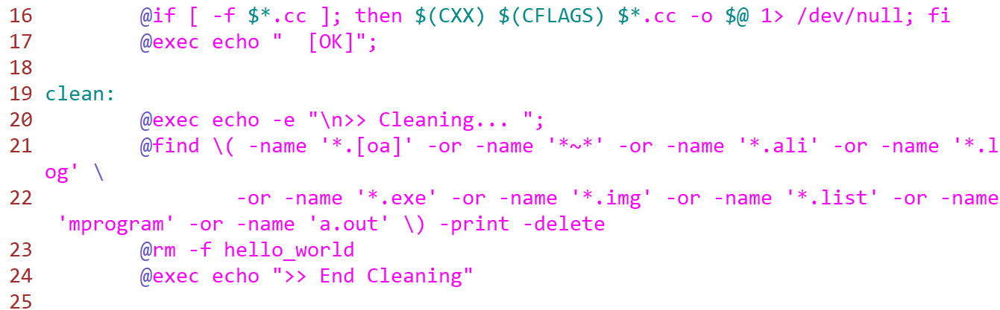 16         @if [ -f $*.cc ]; then $(CXX) $(CFLAGS) $*.cc -o $@ 1> /dev/null; fi
17         @exec echo "  [OK]";
18
19 clean:
20         @exec echo -e "\n>> Cleaning... ";
21         @find \( -name '*.[oa]' -or -name '*~*' -or -name '*.ali' -or -name '*.l
og' \
22                 -or -name '*.exe' -or -name '*.img' -or -name '*.list' -or -name
 'mprogram' -or -name 'a.out' \) -print -delete
23         @rm -f hello_world
24         @exec echo ">> End Cleaning"
25